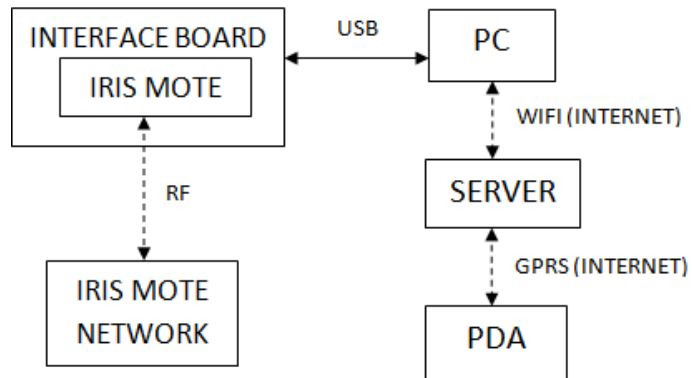 INTERFACE BOARD
IRIS MOTE
USB
PC
WIFI (INTERNET)
RF
SERVER
GPRS (INTERNET)
IRIS MOTE
NETWORK
PDA